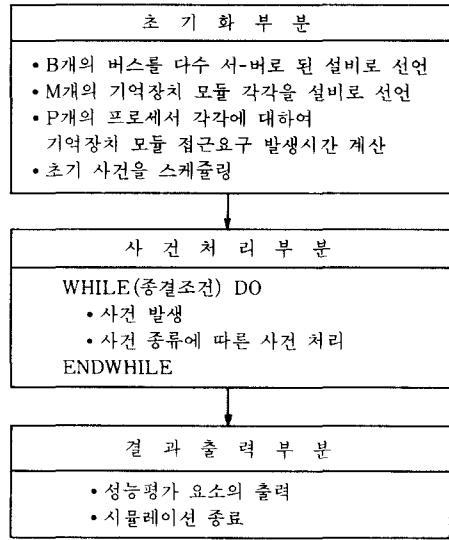 초 기 화 부 분
• B개의 버스를 다수 서-버로 된 설비로 선언
• M개의 기억장치 모듈 각각을 설비로 선언
• P개의 프로세서 각각에 대하여
기억장치 모듈 접근요구 발생시간 계산
• 초기 사건을 스케쥴링
사 건 처 리 부 분
WHILE(종결조건) DO
• 사건 발생
• 사건 종류에 따른 사건 처리
ENDWHILE
결 과 출 력 부 분
• 성능평가 요소의 출력
• 시뮬레이션 종료